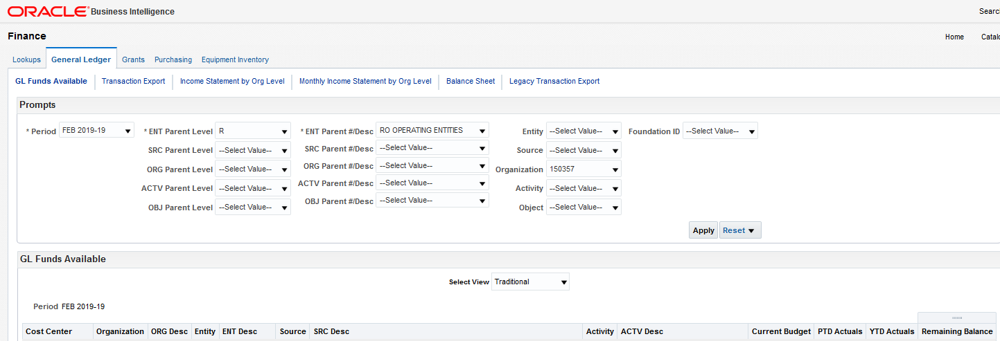 ORACLE Business Intelligence Searc
Finance Home Catalo
Lookups General Ledger Grants Purchasing Equipment Inventory
GL Funds Available Transaction Export Income Statement by Org Level Monthly Income Statement by Org Level Balance Sheet Legacy Transaction Export
Prompts
* Period FEB 2019-19 * ENT Parent Level R * ENT Parent #/Desc RO OPERATING ENTITIES Entity --Select Value-- Foundation ID --Select Value--
SRC Parent Level --Select Value-- SRC Parent #/Desc --Select Value-- Source --Select Value--
ORG Parent Level --Select Value-- ORG Parent #/Desc --Select Value-- Organization 150357
ACTV Parent Level --Select Value-- ACTV Parent #/Desc --Select Value-- Activity --Select Value--
OBJ Parent Level --Select Value-- OBJ Parent #/Desc --Select Value-- Object --Select Value--
Apply Reset
GL Funds Available
Select View Traditional
Period FEB 2019-19
Cost Center Organization ORG Desc Entity ENT Desc Source SRC Desc Activity ACTV Desc Current Budget PTD Actuals YTD Actuals Remaining Balance